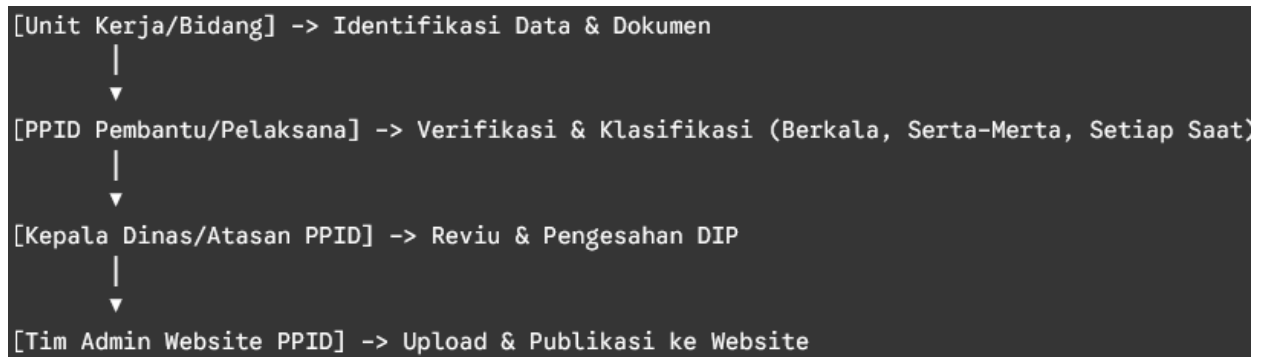 [Unit Kerja/Bidang] -> Identifikasi Data & Dokumen
[PPID Pembantu/Pelaksana] -> Verifikasi & Klasifikasi (Berkala, Serta-Merta, Setiap Saat)
[Kepala Dinas/Atasan PPID] -> Reviu & Pengesahan DIP
[Tim Admin Website PPID] -> Upload & Publikasi ke Website